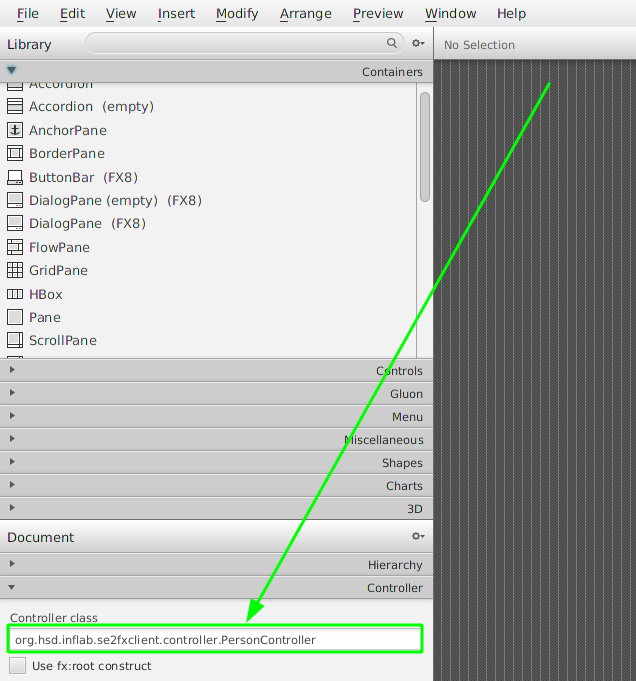 File Edit View Insert Modify Arrange Preview Window Help
Library
No Selection
Containers
Accordion
Accordion (empty)
AnchorPane
BorderPane
ButtonBar (FX8)
DialogPane (empty) (FX8)
DialogPane (FX8)
FlowPane
GridPane
HBox
Pane
ScrollPane
Controls
Gluon
Menu
Miscellaneous
Shapes
Charts
3D
Document
Hierarchy
Controller
Controller class
org.hsd.inflab.se2fxclient.controller.PersonController
Use fx:root construct